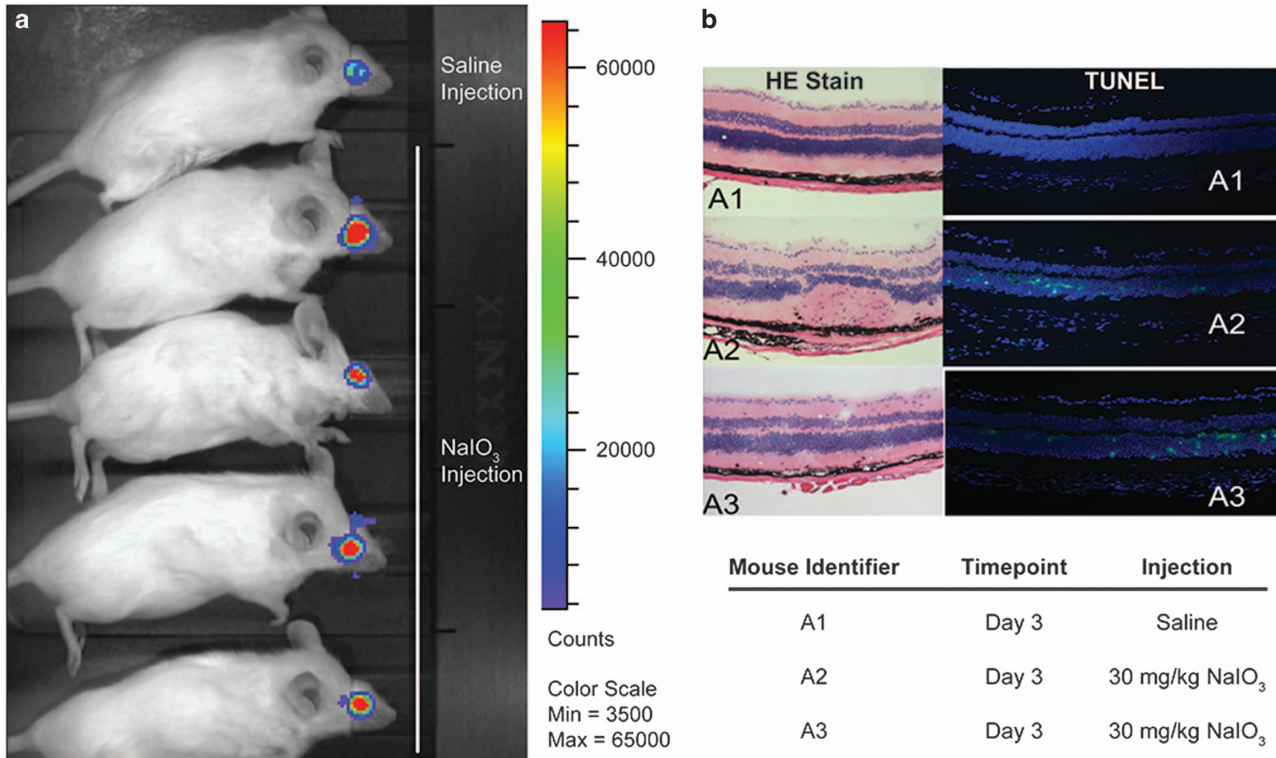 a
Saline
Injection
NaIO₃
Injection
60000
40000
20000
Counts
Color Scale
Min = 3500
Max = 65000
b
HE Stain
TUNEL
A1
A1
A2
A2
A3
A3
Mouse Identifier Timepoint Injection
A1 Day 3 Saline
A2 Day 3 30 mg/kg NaIO₃
A3 Day 3 30 mg/kg NaIO₃